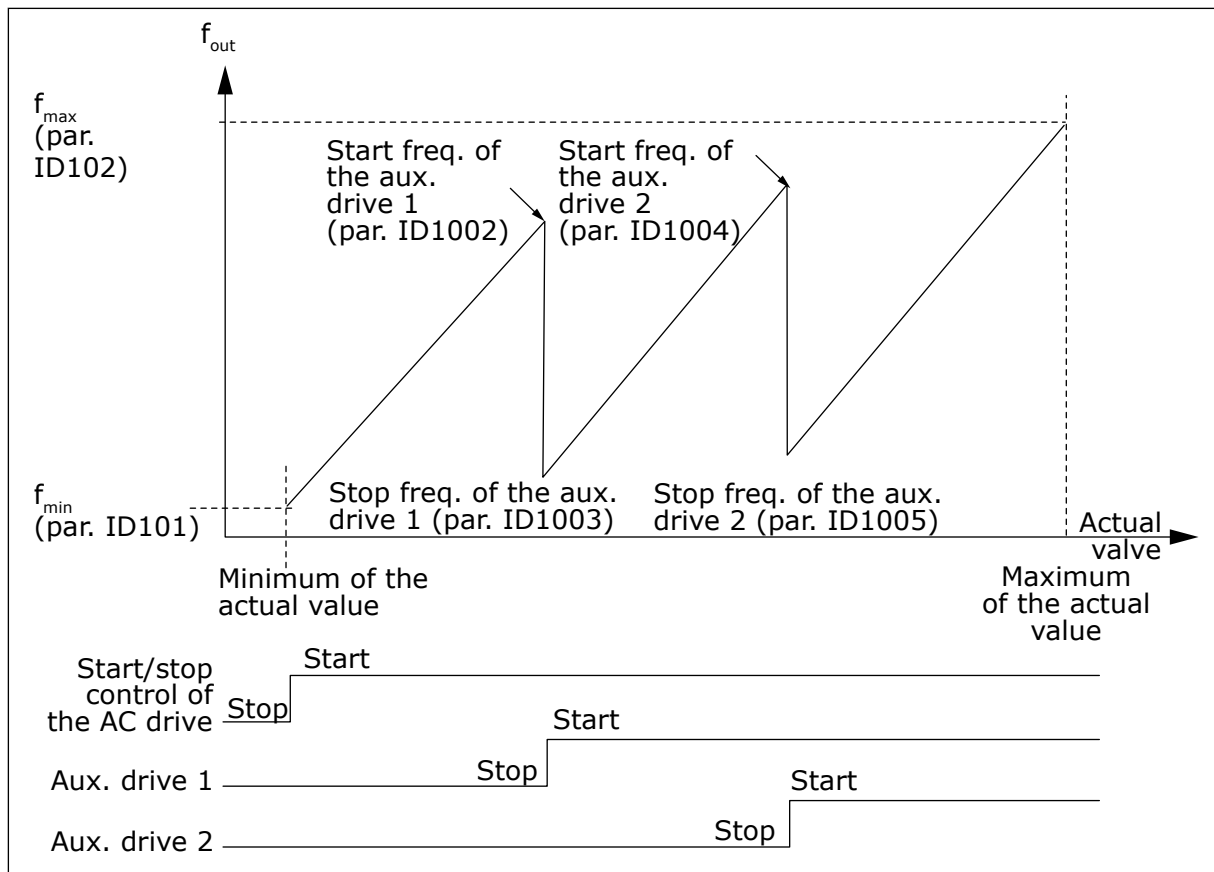 f_out
f_max
(par.
ID102)
Start freq. of
the aux.
drive 1
(par. ID1002)
Start freq. of
the aux.
drive 2
(par. ID1004)
f_min
(par. ID101)
Stop freq. of the aux.
drive 1 (par. ID1003)
Stop freq. of the aux.
drive 2 (par. ID1005)
Actual
valve
Minimum of the
actual value
Maximum
of the actual
value
Start/stop
control of
the AC drive
Stop
Start
Aux. drive 1
Stop
Start
Aux. drive 2
Stop
Start